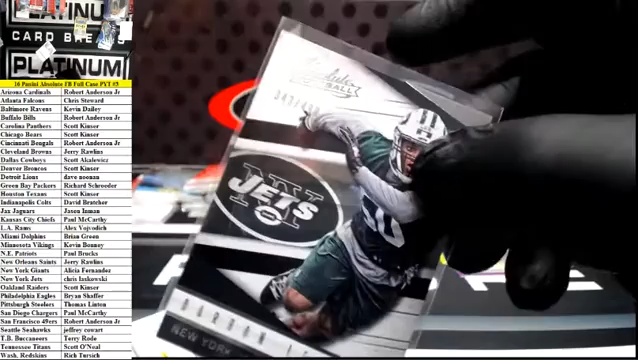 PLATINUM
CARD BREAKS
PLATINUM
16 Panini Absolute FB Full Case PYT #3
Arizona Cardinals Robert Anderson Jr
Atlanta Falcons Chris Steward
Baltimore Ravens Kevin Dailey
Buffalo Bills Robert Anderson Jr
Carolina Panthers Scott Kinser
Chicago Bears Scott Kinser
Cincinnati Bengals Robert Anderson Jr
Cleveland Browns Jerry Rawlins
Dallas Cowboys Scott Akalewicz
Denver Broncos Scott Kinser
Detroit Lions dave noonan
Green Bay Packers Richard Schroeder
Houston Texans Scott Kinser
Indianapolis Colts David Bratcher
Jax Jaguars Jason Inman
Kansas City Chiefs Paul McCarthy
L.A. Rams Alex Vojvodich
Miami Dolphins Brian Green
Minnesota Vikings Kevin Bonney
N.E. Patriots Paul Brucks
New Orleans Saints Jerry Rawlins
New York Giants Alicia Fernandez
New York Jets chris laskowski
Oakland Raiders Scott Kinser
Philadelphia Eagles Bryan Shaffer
Pittsburgh Steelers Thomas Linton
San Diego Chargers Paul McCarthy
San Francisco 49ers Robert Anderson Jr
Seattle Seahawks jeffrey cowart
T.B. Buccaneers Terry Rode
Tennessee Titans Scott O'Neal
Wash. Redskins Rich Tursich
JETS
NEW YORK